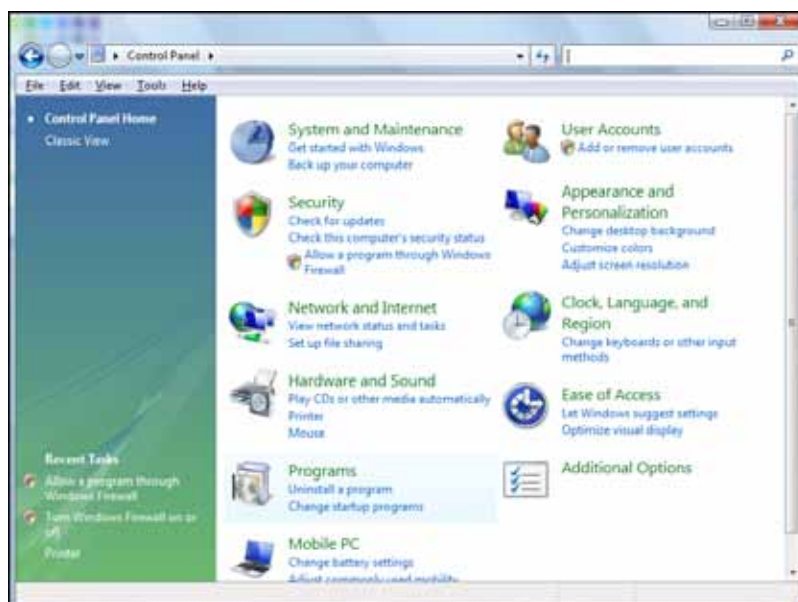 Control Panel
File Edit View Tools Help
Control Panel Home
Classic View
System and Maintenance
Get started with Windows
Back up your computer
Security
Check for updates
Check this computer's security status
Allow a program through Windows
Firewall
Network and Internet
View network status and tasks
Set up file sharing
Hardware and Sound
Play CDs or other media automatically
Printer
Mouse
Programs
Uninstall a program
Change startup programs
Mobile PC
Change battery settings
Adjust commonly used mobility
User Accounts
Add or remove user accounts
Appearance and
Personalization
Change desktop background
Customize colors
Adjust screen resolution
Clock, Language, and
Region
Change keyboards or other input
methods
Ease of Access
Let Windows suggest settings
Optimize visual display
Additional Options
Recent Tasks
Allow a program through
Windows Firewall
Turn Windows Firewall on or
off
Printer